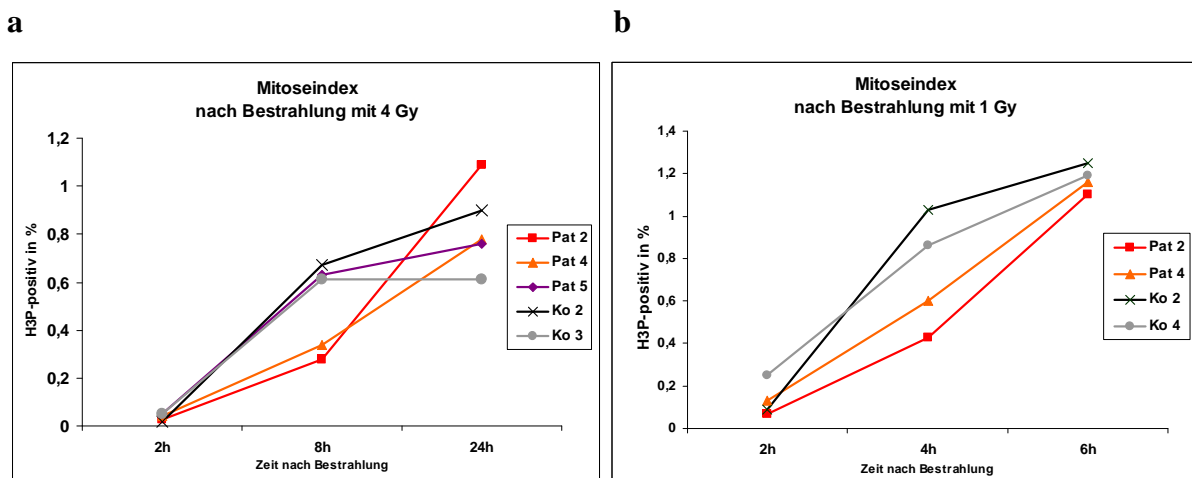 a
Mitoseindex
nach Bestrahlung mit 4 Gy
H3P-positiv in %
1,2
1
0,8
0,6
0,4
0,2
0
2h 8h 24h
Zeit nach Bestrahlung
Pat 2
Pat 4
Pat 5
Ko 2
Ko 3
b
Mitoseindex
nach Bestrahlung mit 1 Gy
H3P-positiv in %
1,4
1,2
1
0,8
0,6
0,4
0,2
0
2h 4h 6h
Zeit nach Bestrahlung
Pat 2
Pat 4
Ko 2
Ko 4